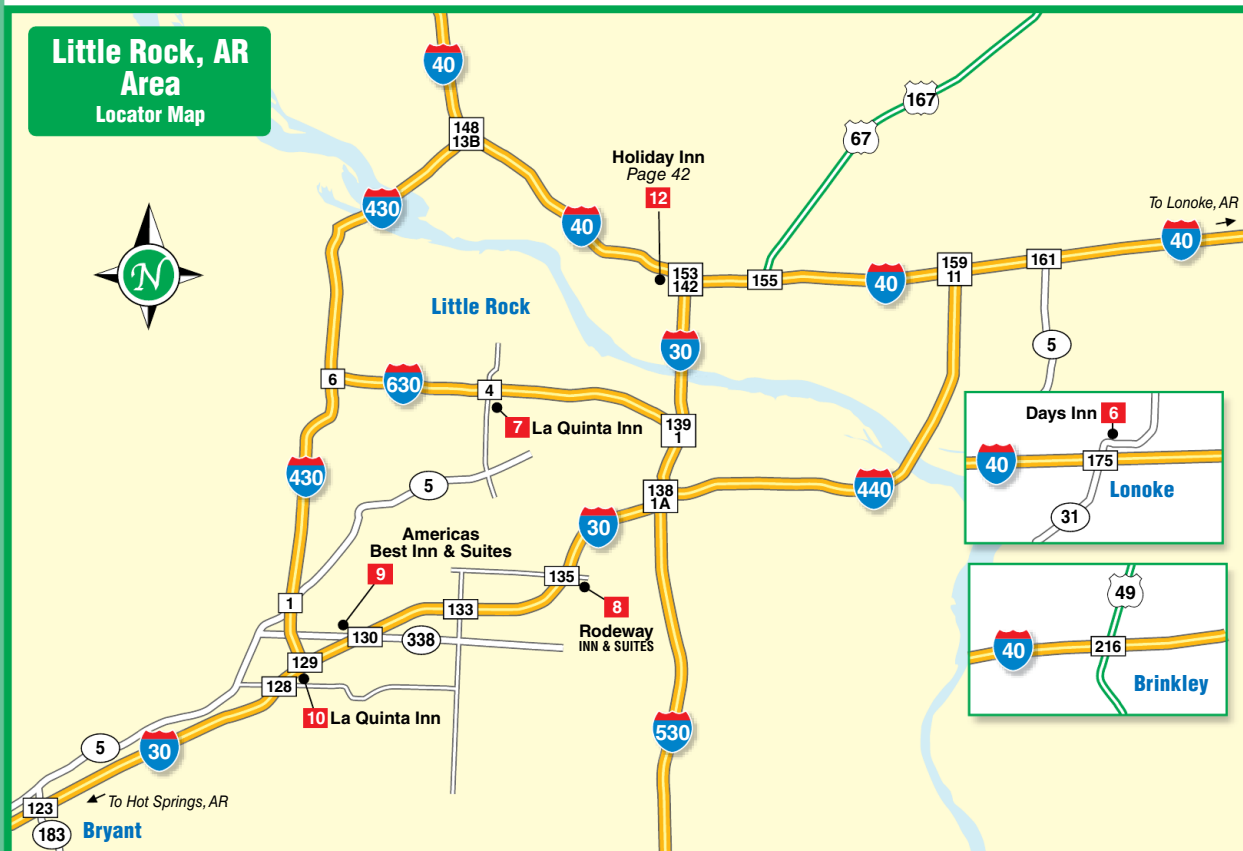 Little Rock, AR
Area
Locator Map
40
148
13B
167
67
Holiday Inn
Page 42
12
430
40
To Lonoke, AR
40
N
153
142
155
40
159
11
161
Little Rock
30
5
6
630
4
7 La Quinta Inn
139
1
Days Inn 6
40
175
Lonoke
31
430
5
138
1A
440
30
Americas
Best Inn & Suites
9
135
8
Rodeway
INN & SUITES
1
133
130
338
129
128
10 La Quinta Inn
49
40
216
Brinkley
530
5
30
To Hot Springs, AR
123
183
Bryant